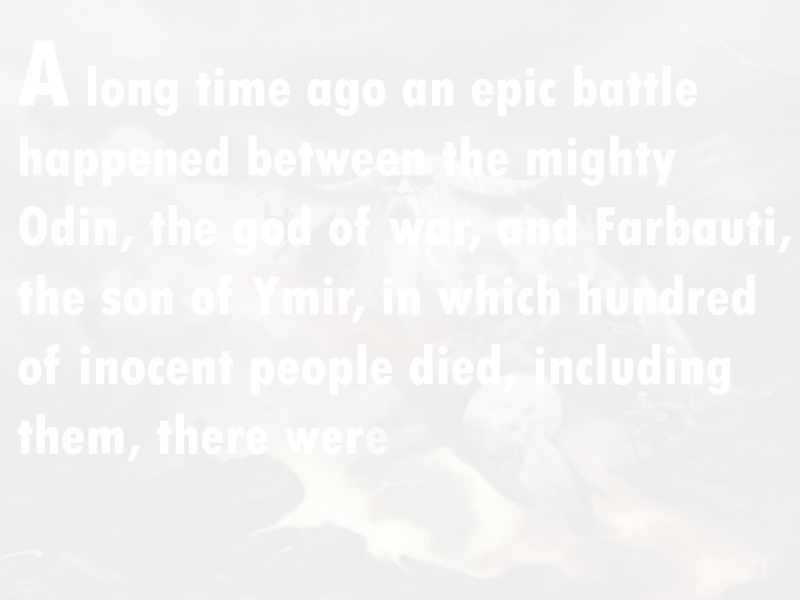 A long time ago an epic battle
happened between the mighty
Odin, the god of war, and Farbauti,
the son of Ymir, in which hundred
of inocent people died, including
them, there were